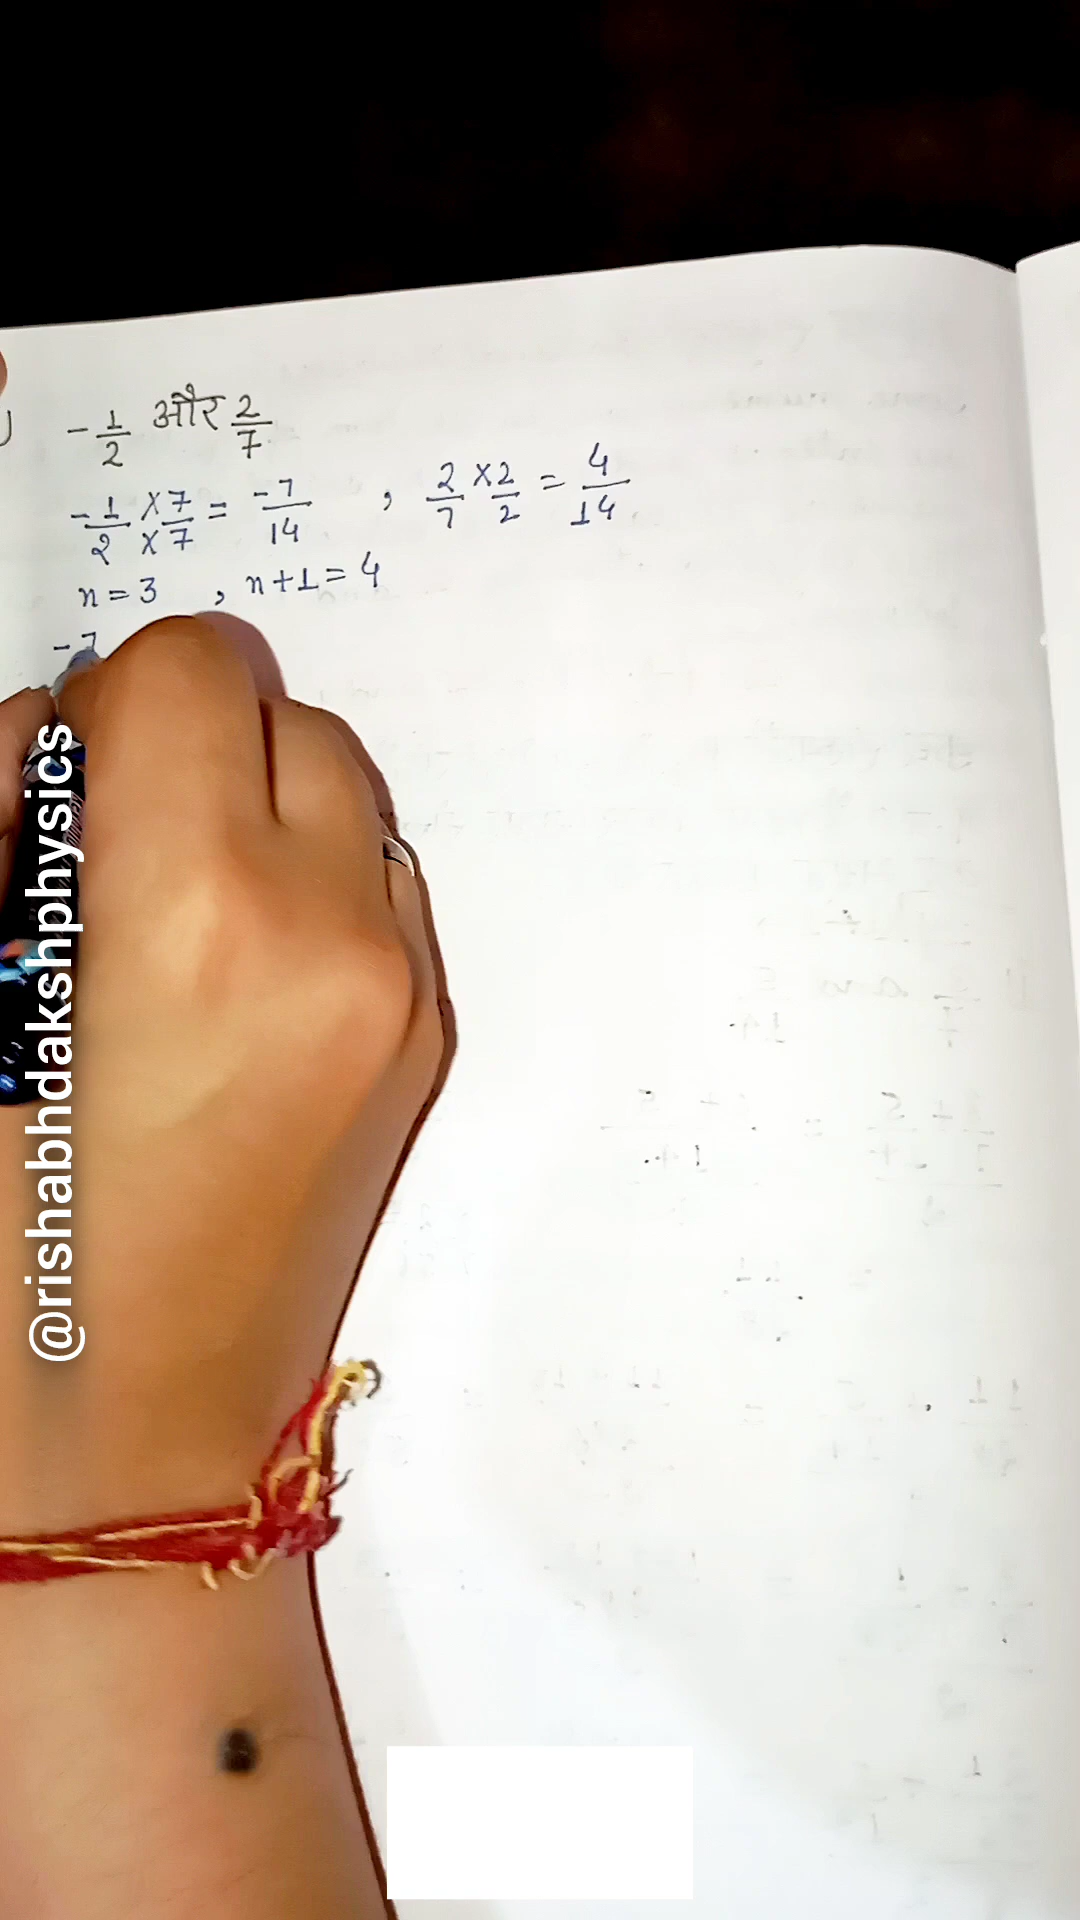 -1/2 और 2/7
-1/2 ×7/×7 = -7/14 , 2/7 ×2/2 = 4/14
n = 3 , n+1 = 4
-7
@rishabhdakshphysics